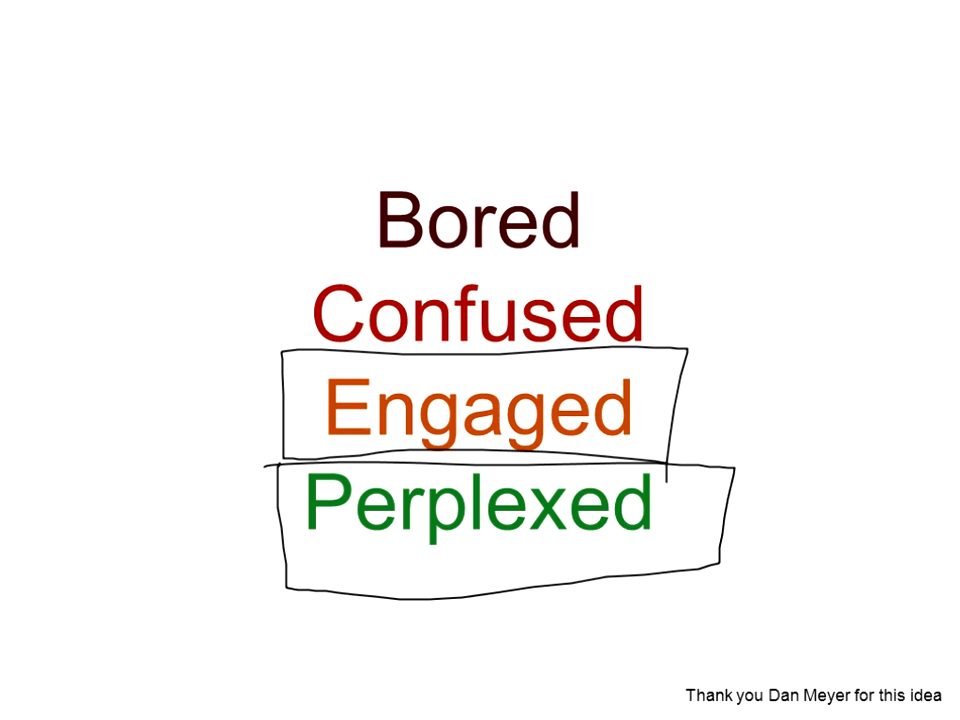 Bored
Confused
Engaged
Perplexed
Thank you Dan Meyer for this idea